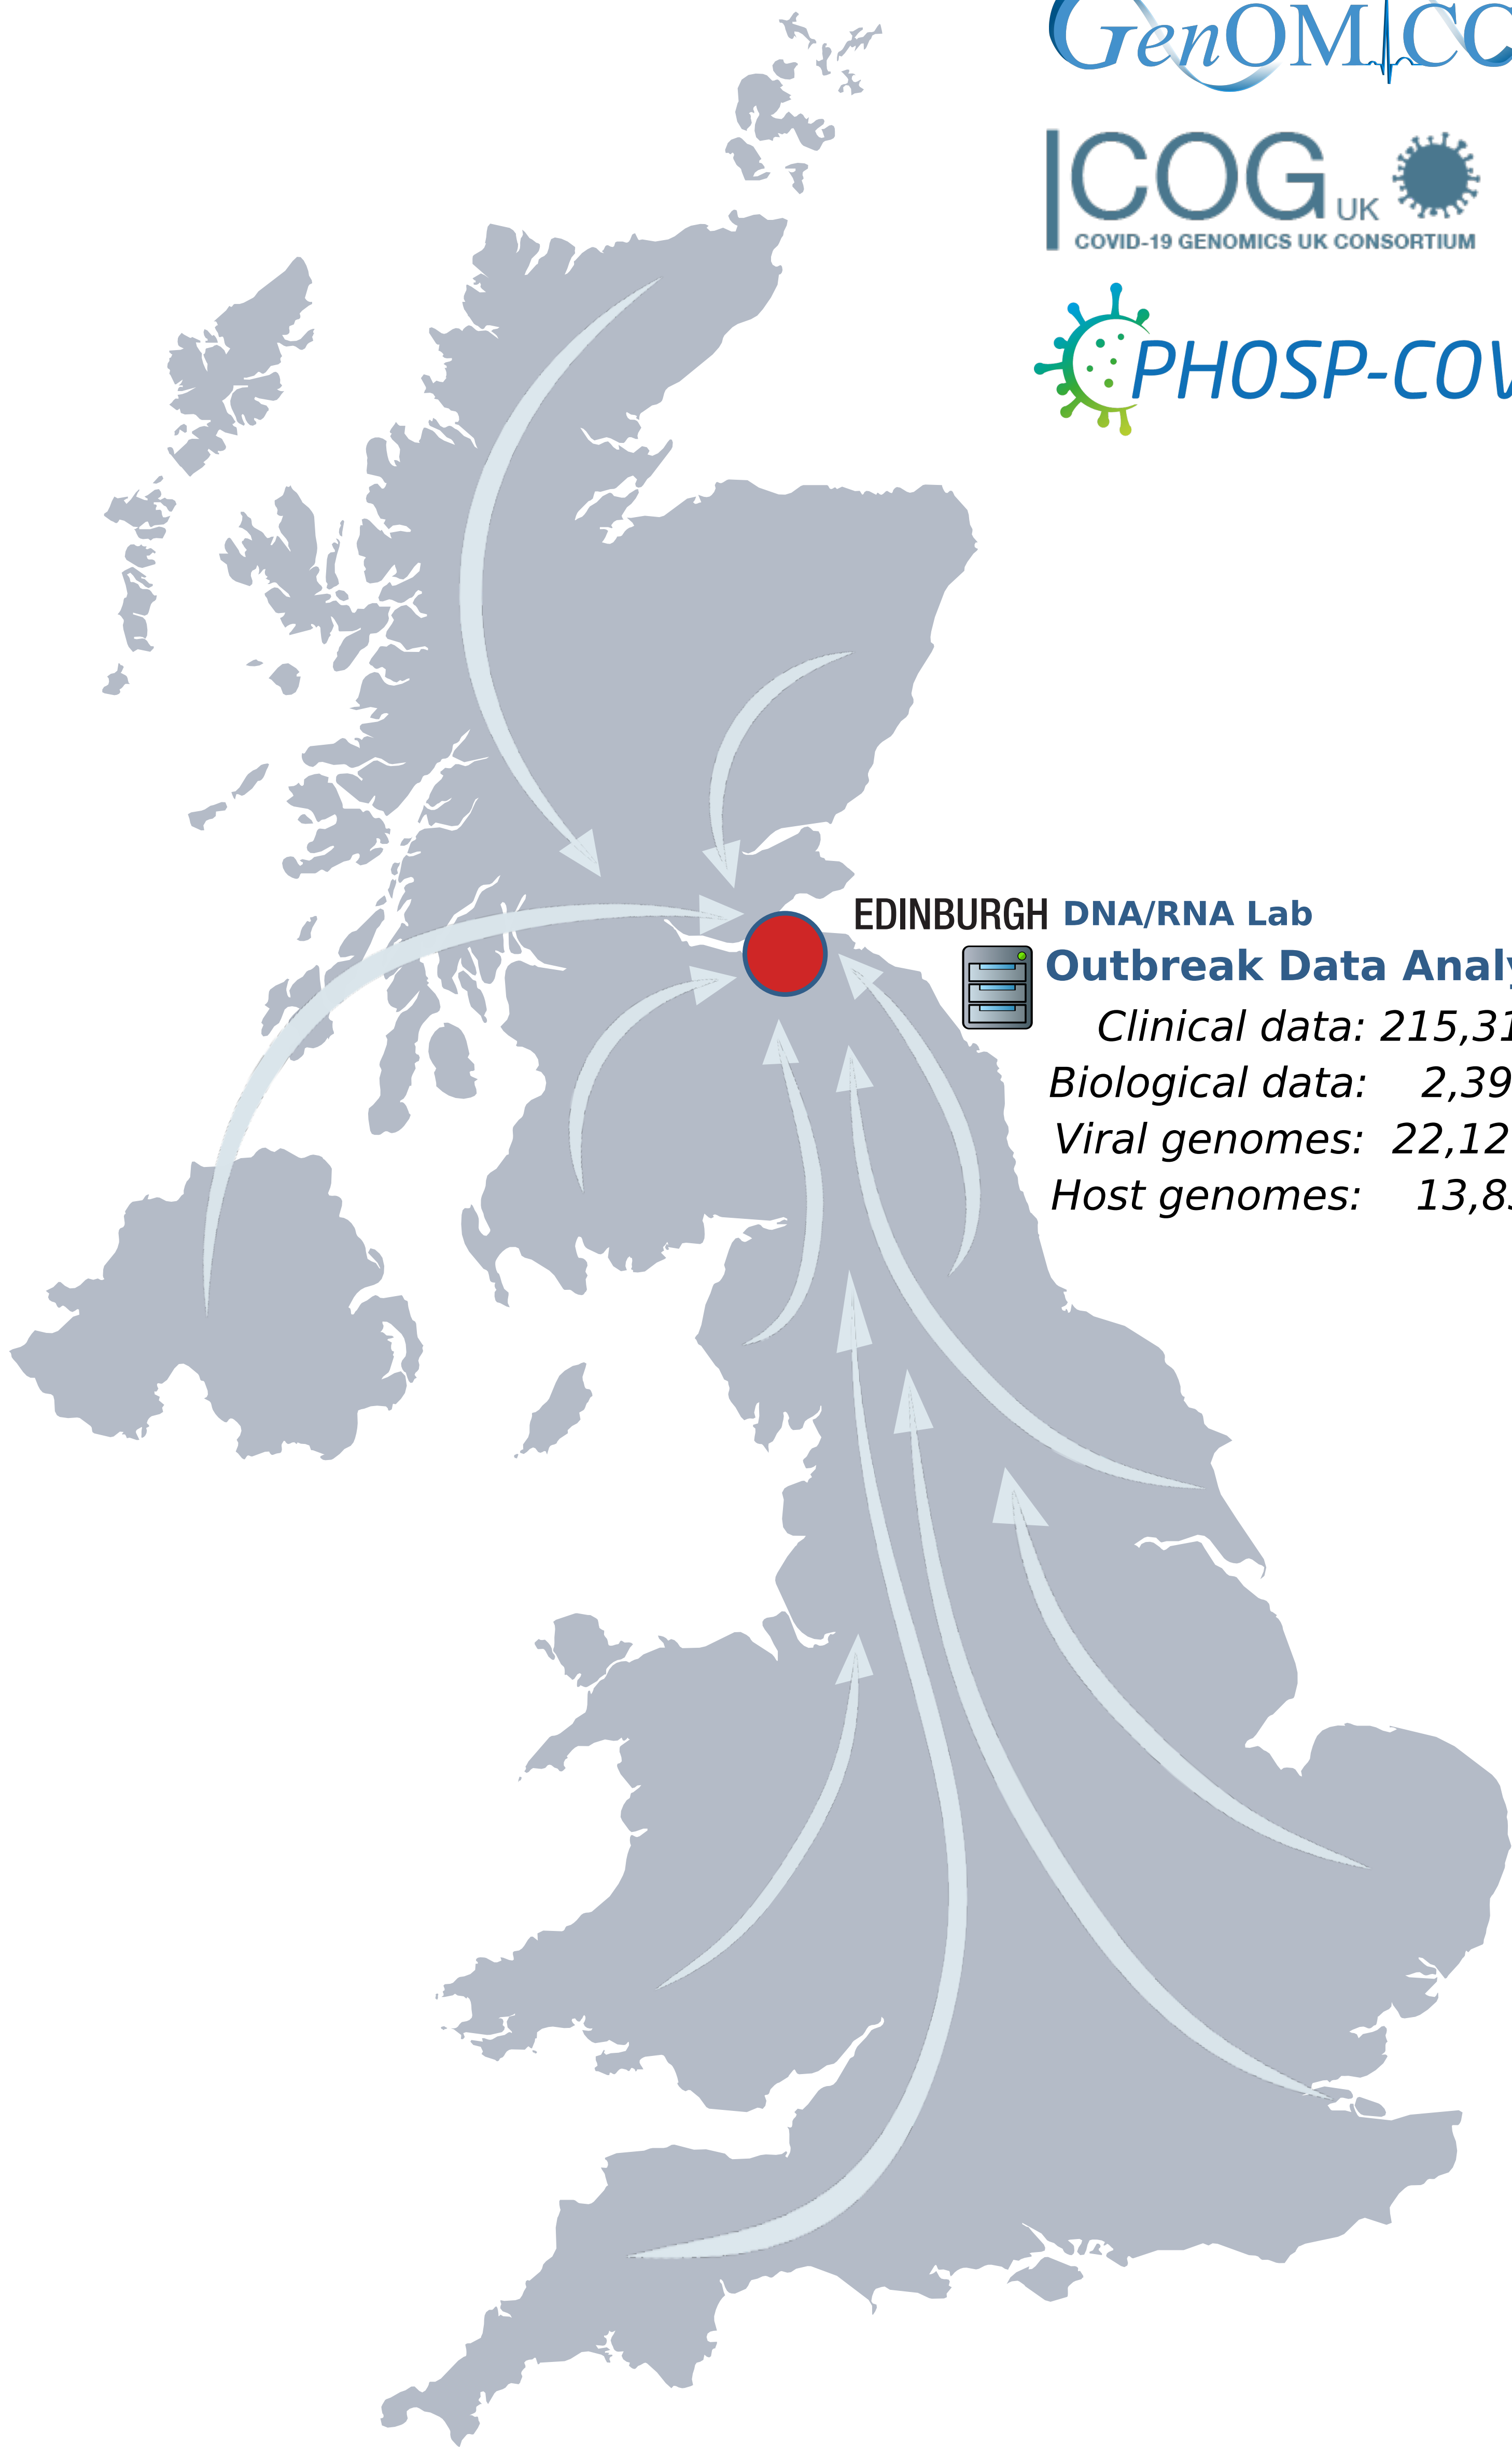 GenOMICC
COG UK
COVID-19 GENOMICS UK CONSORTIUM
PHOSP-COV
EDINBURGH DNA/RNA Lab
Outbreak Data Analy
Clinical data: 215,31
Biological data: 2,39
Viral genomes: 22,12
Host genomes: 13,8